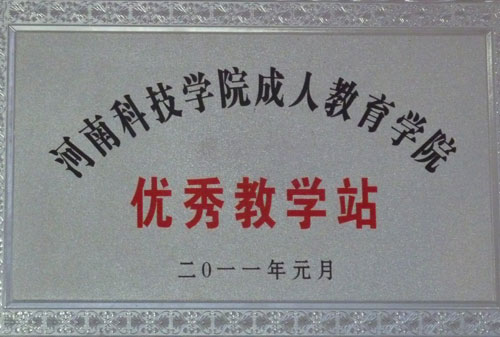 河南科技学院成人教育学院
优秀教学站
二〇一一年元月